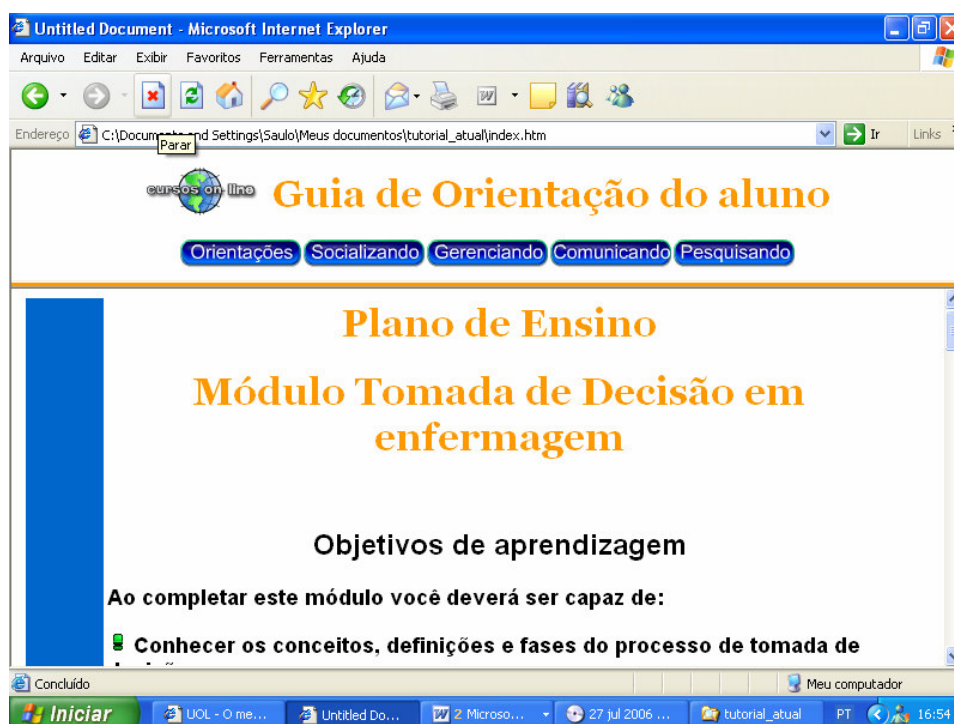 Untitled Document - Microsoft Internet Explorer
Arquivo Editar Exibir Favoritos Ferramentas Ajuda
Endereço C:\Documents and Settings\Saulo\Meus documentos\tutorial_atual\index.htm Ir Links
Parar
cursos on line Guia de Orientação do aluno
Orientações Socializando Gerenciando Comunicando Pesquisando
Plano de Ensino
Módulo Tomada de Decisão em
enfermagem
Objetivos de aprendizagem
Ao completar este módulo você deverá ser capaz de:
Conhecer os conceitos, definições e fases do processo de tomada de
Concluído Meu computador
Iniciar UOL - O me... Untitled Do... 2 Microso... 27 jul 2006 ... tutorial_atual PT 16:54